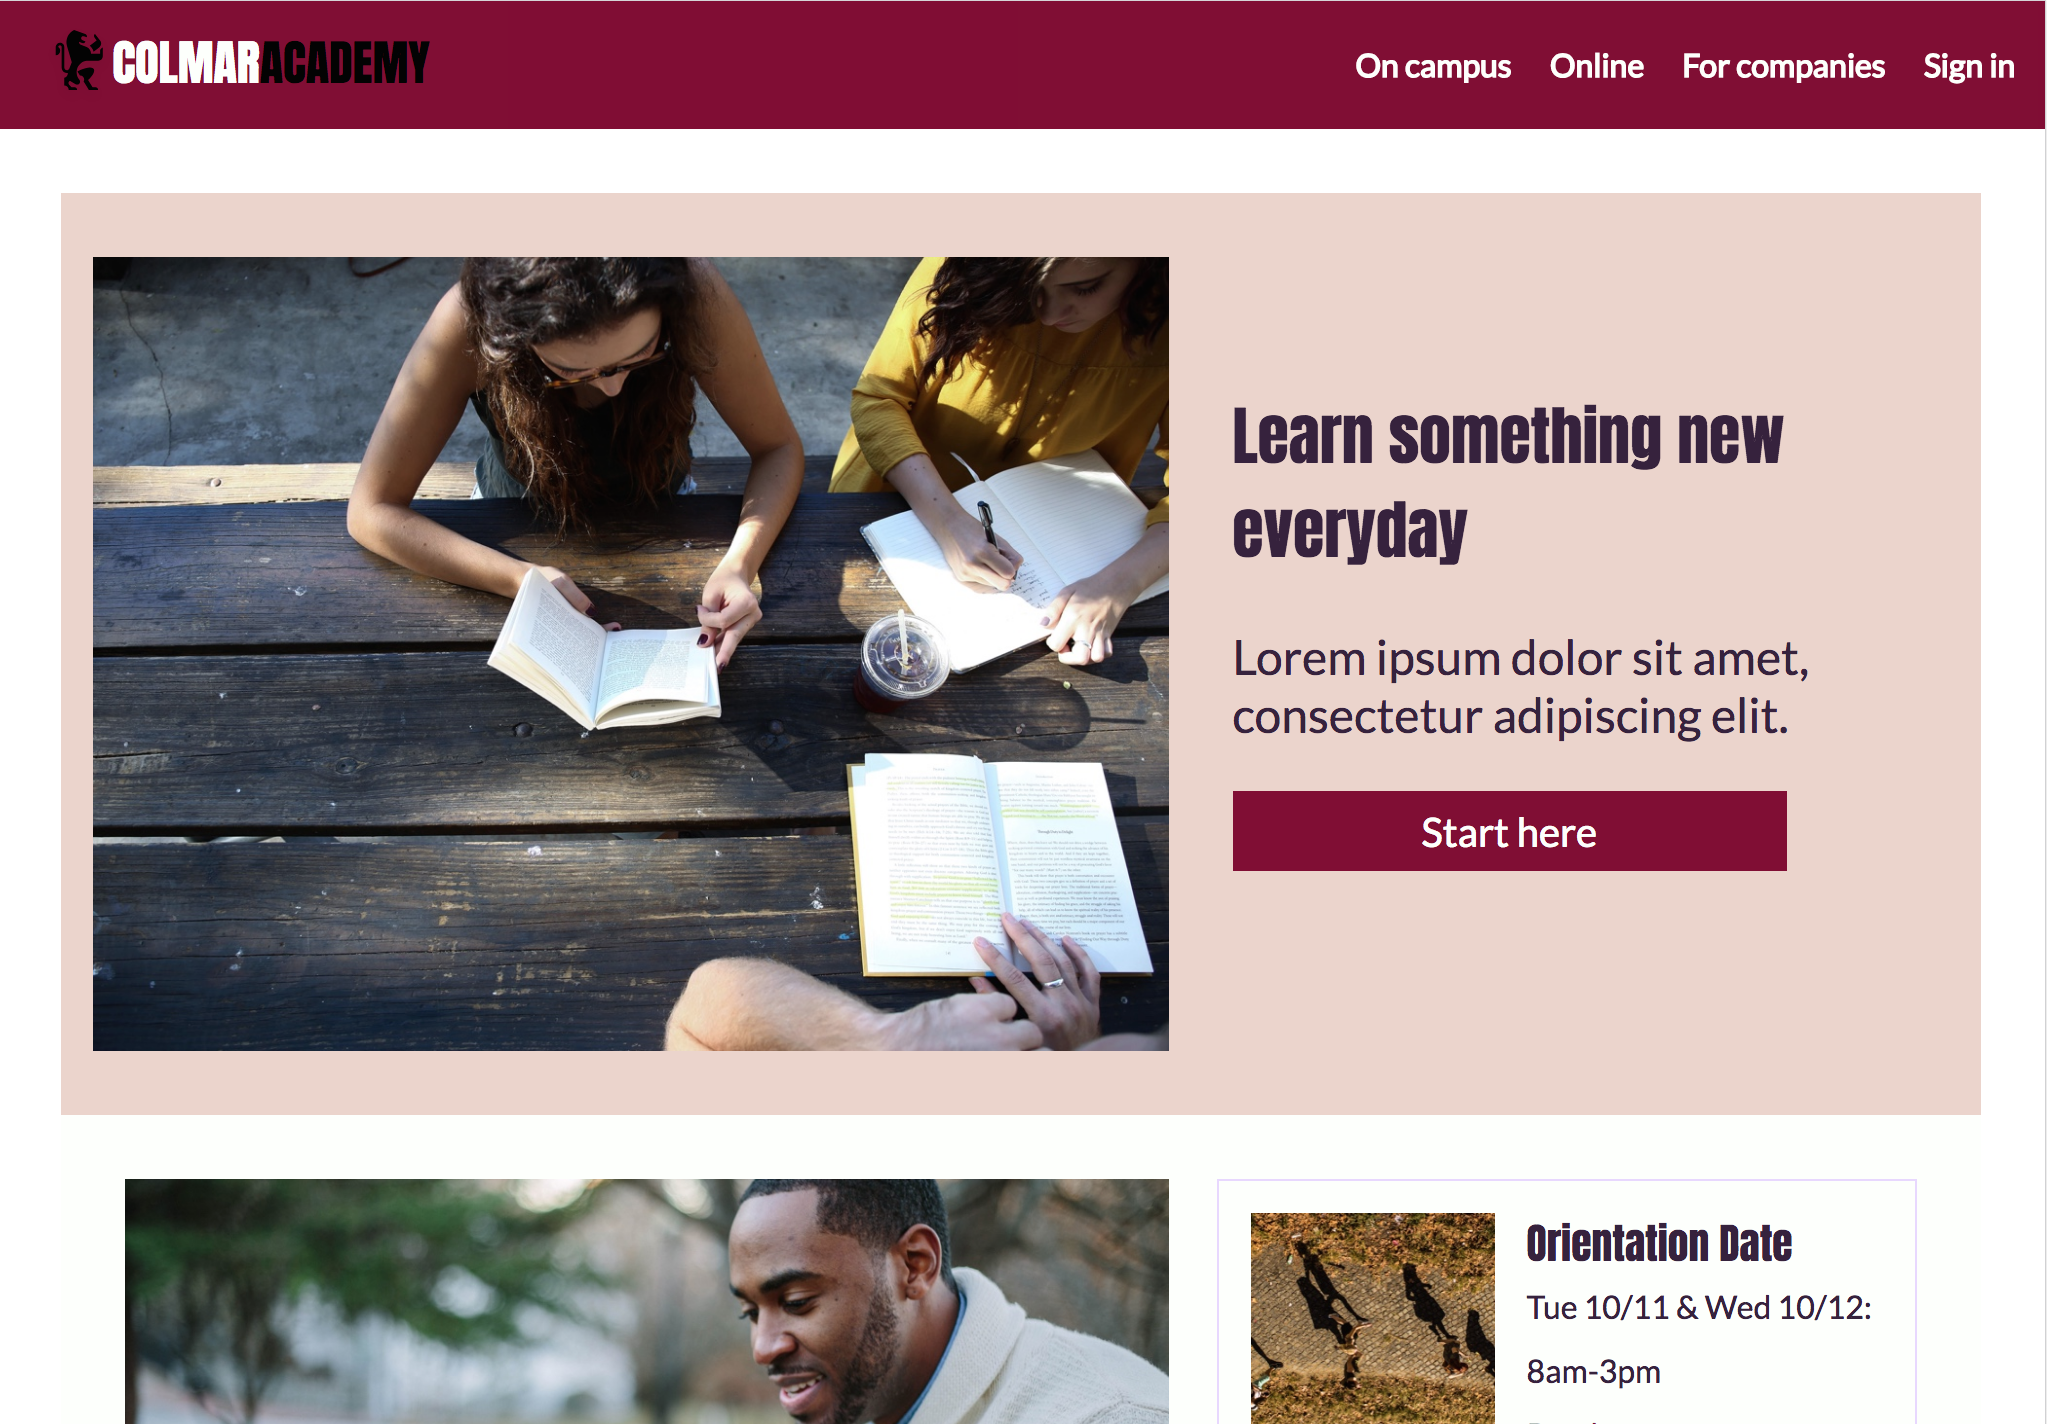 COLMARACADEMY
On campus Online For companies Sign in
Learn something new
everyday
Lorem ipsum dolor sit amet,
consectetur adipiscing elit.
Start here
Orientation Date
Tue 10/11 & Wed 10/12:
8am-3pm